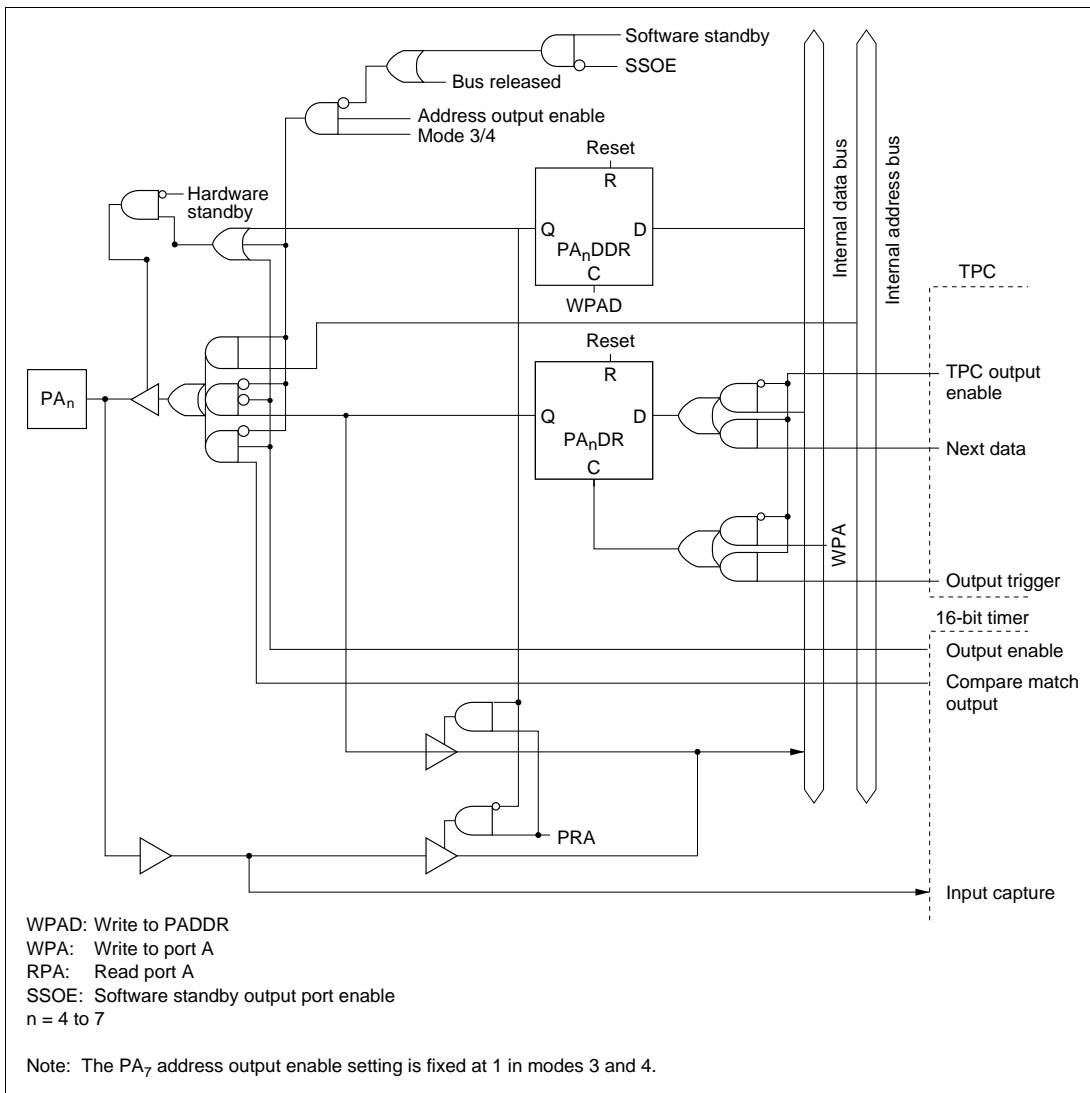 Software standby
SSOE
Bus released
Address output enable
Mode 3/4
Reset
R
Hardware
standby
Q
D
PAnDDR
C
WPAD
Internal data bus
Internal address bus
TPC
Reset
R
PAn
TPC output
enable
Q
D
PAnDR
Next data
C
WPA
Output trigger
16-bit timer
Output enable
Compare match
output
PRA
Input capture
WPAD: Write to PADDR
WPA: Write to port A
RPA: Read port A
SSOE: Software standby output port enable
n = 4 to 7
Note: The PA7 address output enable setting is fixed at 1 in modes 3 and 4.